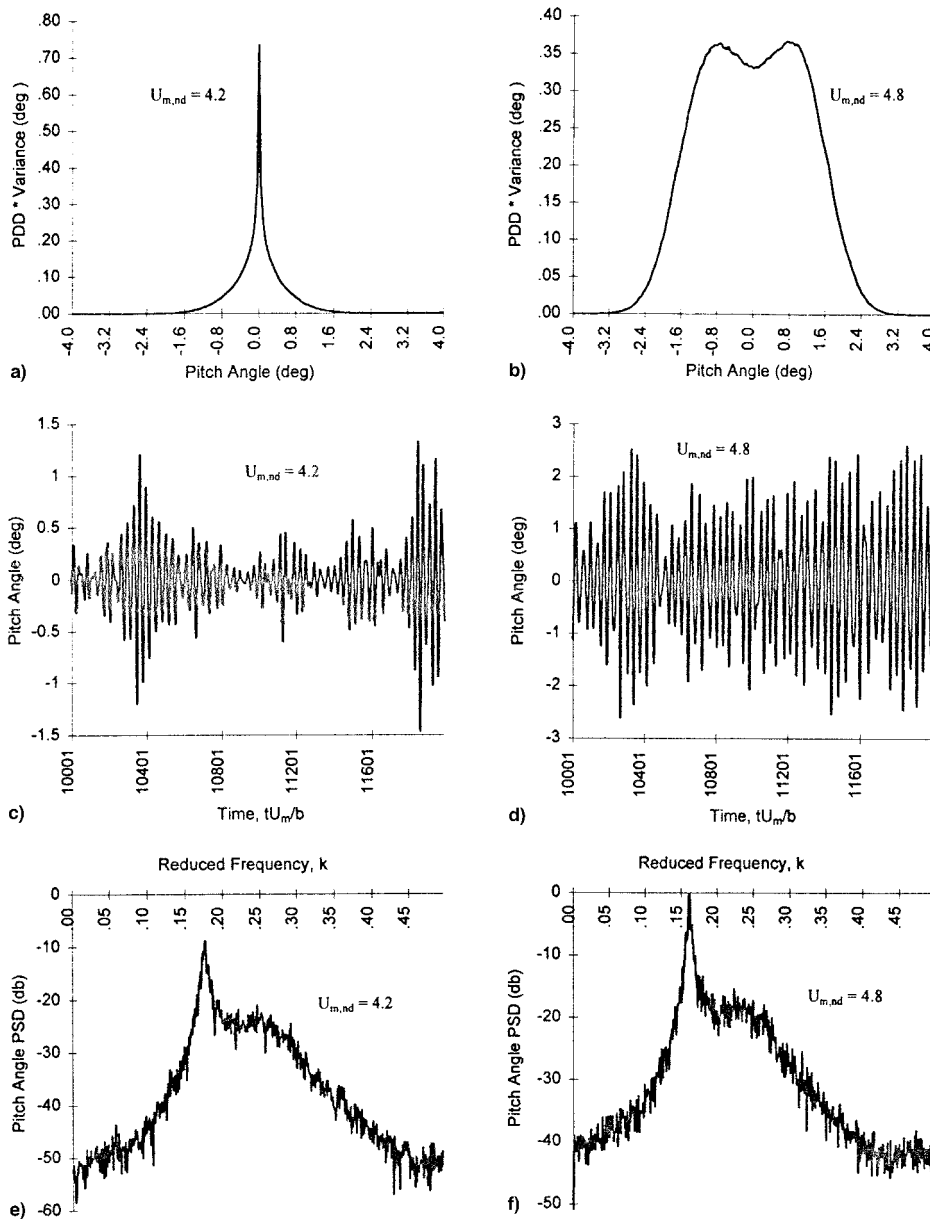 .80
.70
.60
.50
.40
.30
.20
.10
.00
PDD * Variance (deg)
U_m,nd = 4.2
-4.0 -3.2 -2.4 -1.6 -0.8 0.0 0.8 1.6 2.4 3.2 4.0
Pitch Angle (deg)
a)
.40
.35
.30
.25
.20
.15
.10
.05
.00
PDD * Variance (deg)
U_m,nd = 4.8
-4.0 -3.2 -2.4 -1.6 -0.8 0.0 0.8 1.6 2.4 3.2 4.0
Pitch Angle (deg)
b)
1.5
1
0.5
0
-0.5
-1
-1.5
Pitch Angle (deg)
U_m,nd = 4.2
10001 10401 10801 11201 11601
Time, tU_m/b
c)
3
2
1
0
-1
-2
-3
Pitch Angle (deg)
U_m,nd = 4.8
10001 10401 10801 11201 11601
Time, tU_m/b
d)
Reduced Frequency, k
.00 .05 .10 .15 .20 .25 .30 .35 .40 .45
0
-10
-20
-30
-40
-50
-60
Pitch Angle PSD (db)
U_m,nd = 4.2
e)
Reduced Frequency, k
.00 .05 .10 .15 .20 .25 .30 .35 .40 .45
0
-10
-20
-30
-40
-50
Pitch Angle PSD (db)
U_m,nd = 4.8
f)